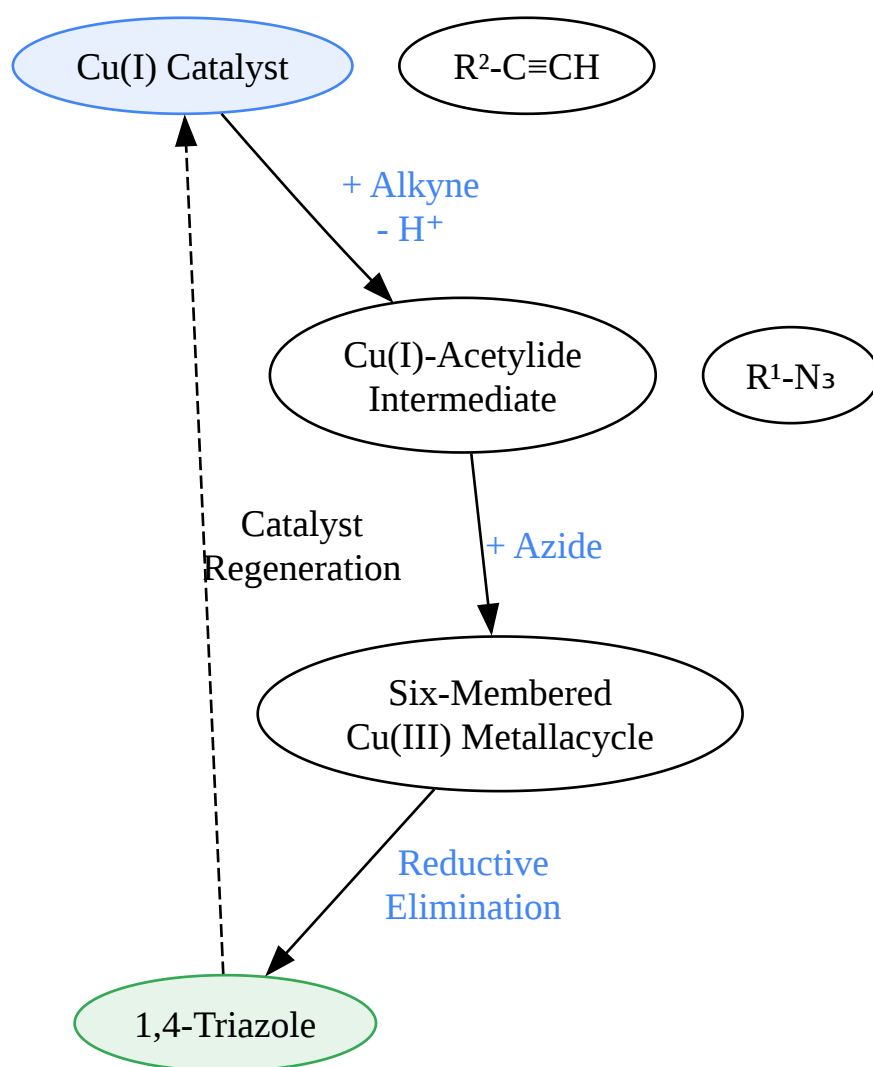 Cu(I) Catalyst
R²-C≡CH
+ Alkyne
- H⁺
Cu(I)-Acetylide
Intermediate
R¹-N₃
Catalyst
Regeneration
+ Azide
Six-Membered
Cu(III) Metallacycle
Reductive
Elimination
1,4-Triazole